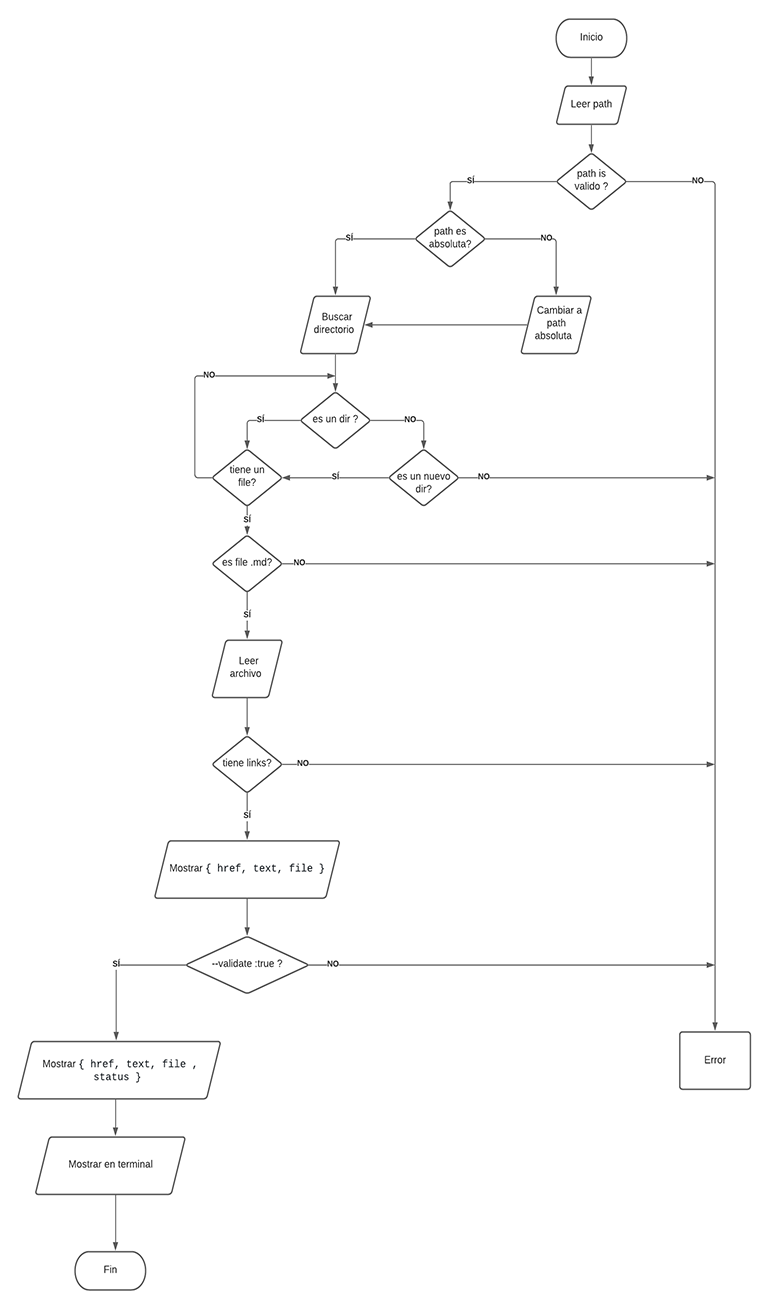 Inicio
Leer path
path is
valido ?
SÍ
NO
path es
absoluta?
SÍ
NO
Buscar
directorio
Cambiar a
path
absoluta
NO
es un dir ?
SÍ
NO
tiene un
file?
SÍ
es un nuevo
dir?
NO
SÍ
es file .md?
NO
SÍ
Leer
archivo
tiene links?
NO
SÍ
Mostrar { href, text, file }
--validate :true ?
SÍ
NO
Mostrar { href, text, file ,
status }
Error
Mostrar en terminal
Fin